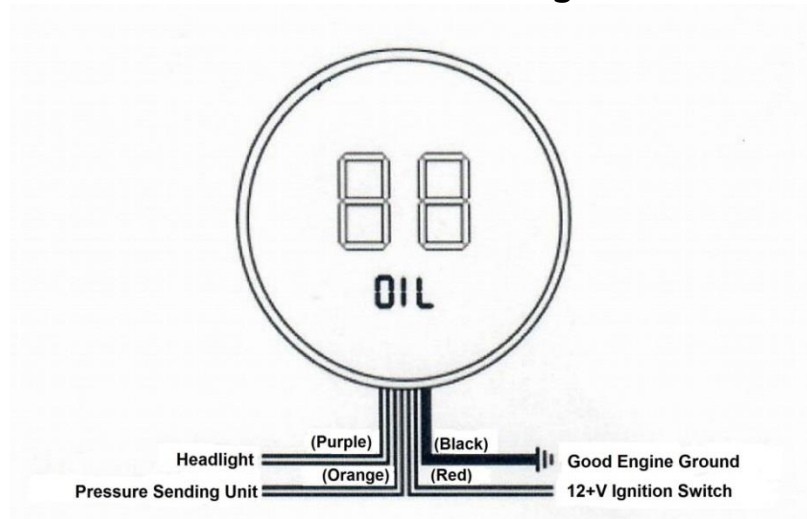 88
OIL
(Purple) (Black)
Headlight Good Engine Ground
(Orange) (Red)
Pressure Sending Unit 12+V Ignition Switch